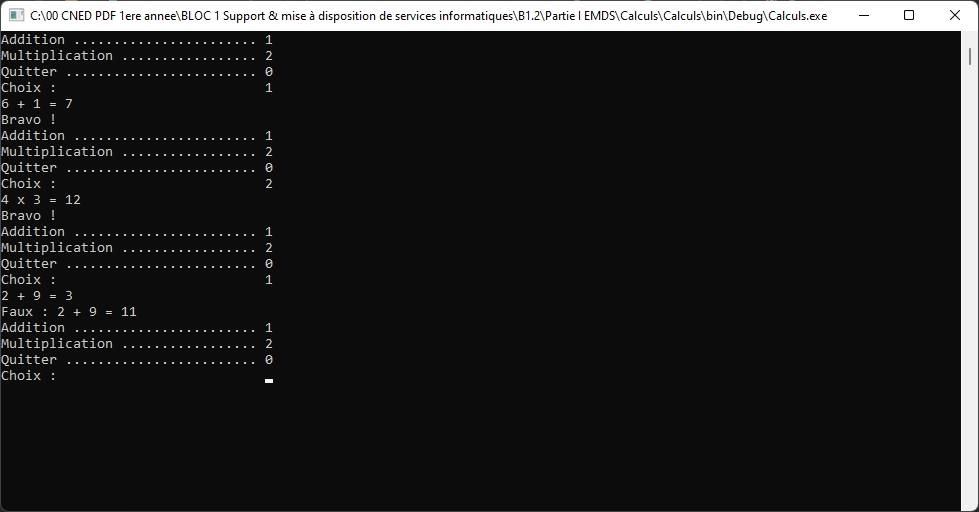 C:\00 CNED PDF 1ere annee\BLOC 1 Support & mise à disposition de services informatiques\B1.2\Partie I EMDS\Calculs\Calculs\bin\Debug\Calculs.exe
Addition ....................... 1
Multiplication ................. 2
Quitter ........................ 0
Choix :                          1
6 + 1 = 7
Bravo !
Addition ....................... 1
Multiplication ................. 2
Quitter ........................ 0
Choix :                          2
4 x 3 = 12
Bravo !
Addition ....................... 1
Multiplication ................. 2
Quitter ........................ 0
Choix :                          1
2 + 9 = 3
Faux : 2 + 9 = 11
Addition ....................... 1
Multiplication ................. 2
Quitter ........................ 0
Choix :